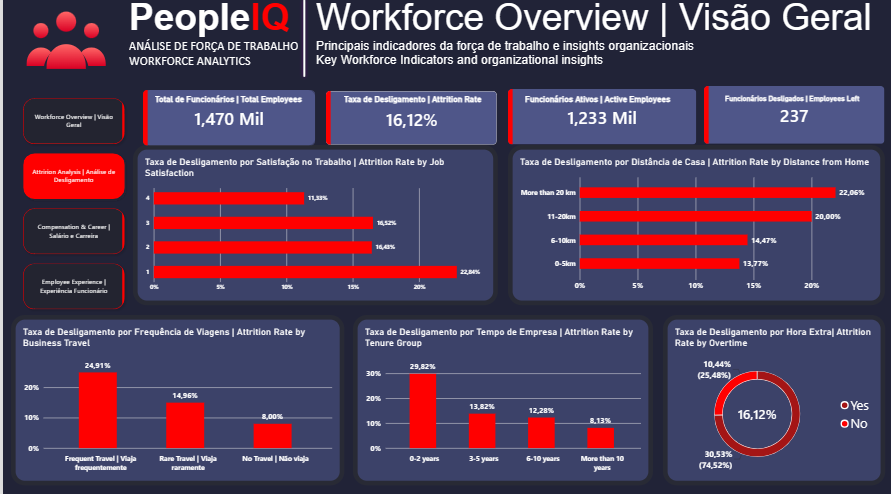 PeopleIQ
ANÁLISE DE FORÇA DE TRABALHO
WORKFORCE ANALYTICS
Workforce Overview | Visão Geral
Principais indicadores da força de trabalho e insights organizacionais
Key Workforce Indicators and organizational insights
Workforce Overview | Visão
Geral
Attrition Analysis | Análise de
Desligamento
Compensation & Career |
Salário e Carreira
Employee Experience |
Experiência Funcionário
Total de Funcionários | Total Employees
1,470 Mil
Taxa de Desligamento | Attrition Rate
16,12%
Funcionários Ativos | Active Employees
1,233 Mil
Funcionários Desligados | Employees Left
237
Taxa de Desligamento por Satisfação no Trabalho | Attrition Rate by Job
Satisfaction
4
11,33%
3
16,52%
2
16,43%
1
22,84%
0%
5%
10%
15%
20%
Taxa de Desligamento por Distância de Casa | Attrition Rate by Distance from Home
More than 20 km
22,06%
11-20km
20,00%
6-10km
14,47%
0-5km
13,77%
0%
5%
10%
15%
20%
Taxa de Desligamento por Frequência de Viagens | Attrition Rate by
Business Travel
20%
10%
0%
24,91%
14,96%
8,00%
Frequent Travel | Viaja
frequentemente
Rare Travel | Viaja
raramente
No Travel | Não viaja
Taxa de Desligamento por Tempo de Empresa | Attrition Rate by
Tenure Group
30%
20%
10%
0%
29,82%
13,82%
12,28%
8,13%
0-2 years
3-5 years
6-10 years
More than 10
years
Taxa de Desligamento por Hora Extra| Attrition
Rate by Overtime
10,44%
(25,48%)
16,12%
30,53%
(74,52%)
Yes
No